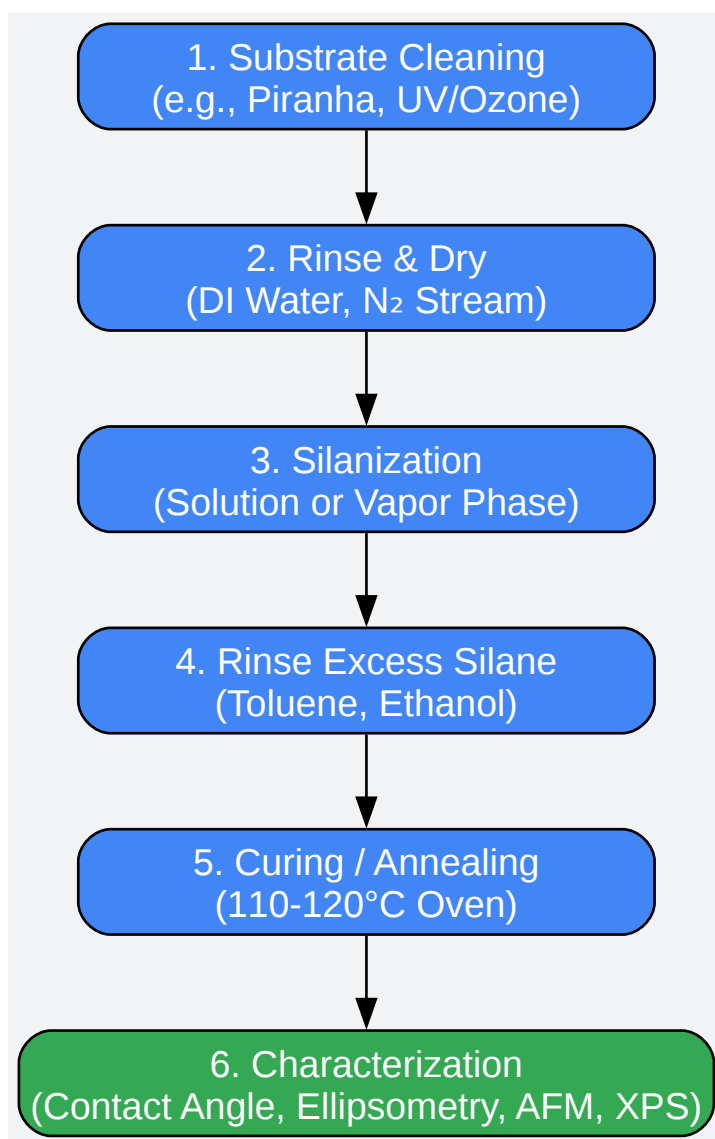 1. Substrate Cleaning
(e.g., Piranha, UV/Ozone)
2. Rinse & Dry
(DI Water, N₂ Stream)
3. Silanization
(Solution or Vapor Phase)
4. Rinse Excess Silane
(Toluene, Ethanol)
5. Curing / Annealing
(110-120°C Oven)
6. Characterization
(Contact Angle, Ellipsometry, AFM, XPS)